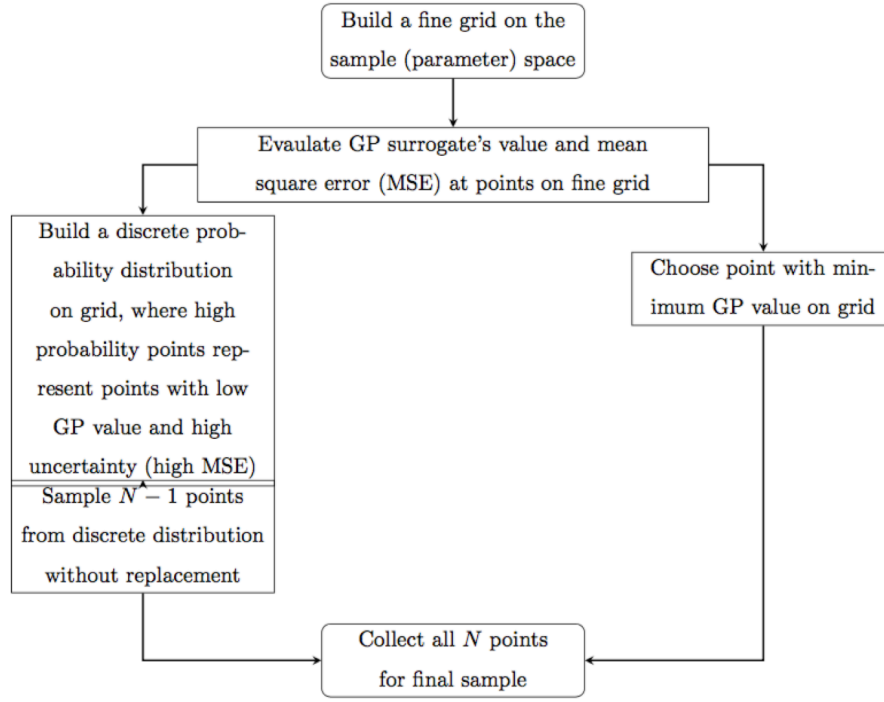 Build a fine grid on the
sample (parameter) space
Evaulate GP surrogate's value and mean
square error (MSE) at points on fine grid
Build a discrete prob-
ability distribution
on grid, where high
probability points rep-
resent points with low
GP value and high
uncertainty (high MSE)
Sample N − 1 points
from discrete distribution
without replacement
Choose point with min-
imum GP value on grid
Collect all N points
for final sample